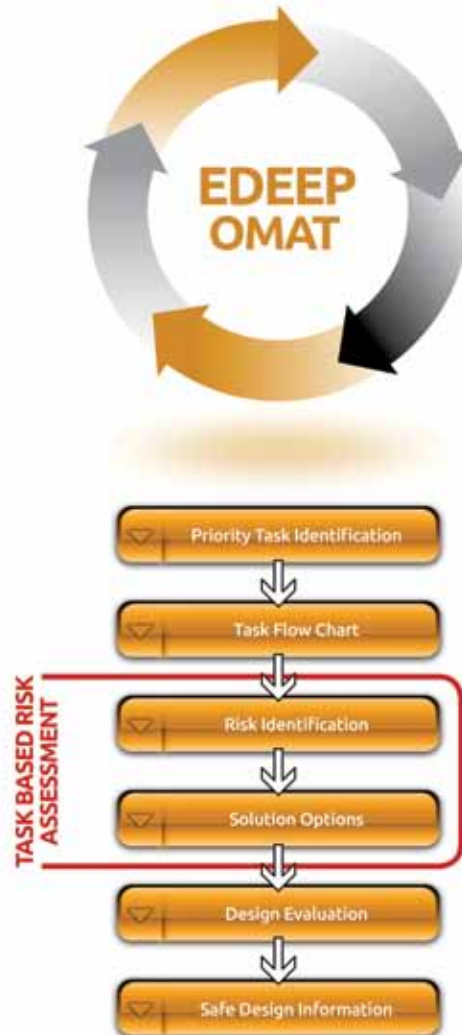 EDEEP
OMAT
Priority Task Identification
Task Flow Chart
TASK BASED RISK
ASSESSMENT
Risk Identification
Solution Options
Design Evaluation
Safe Design Information